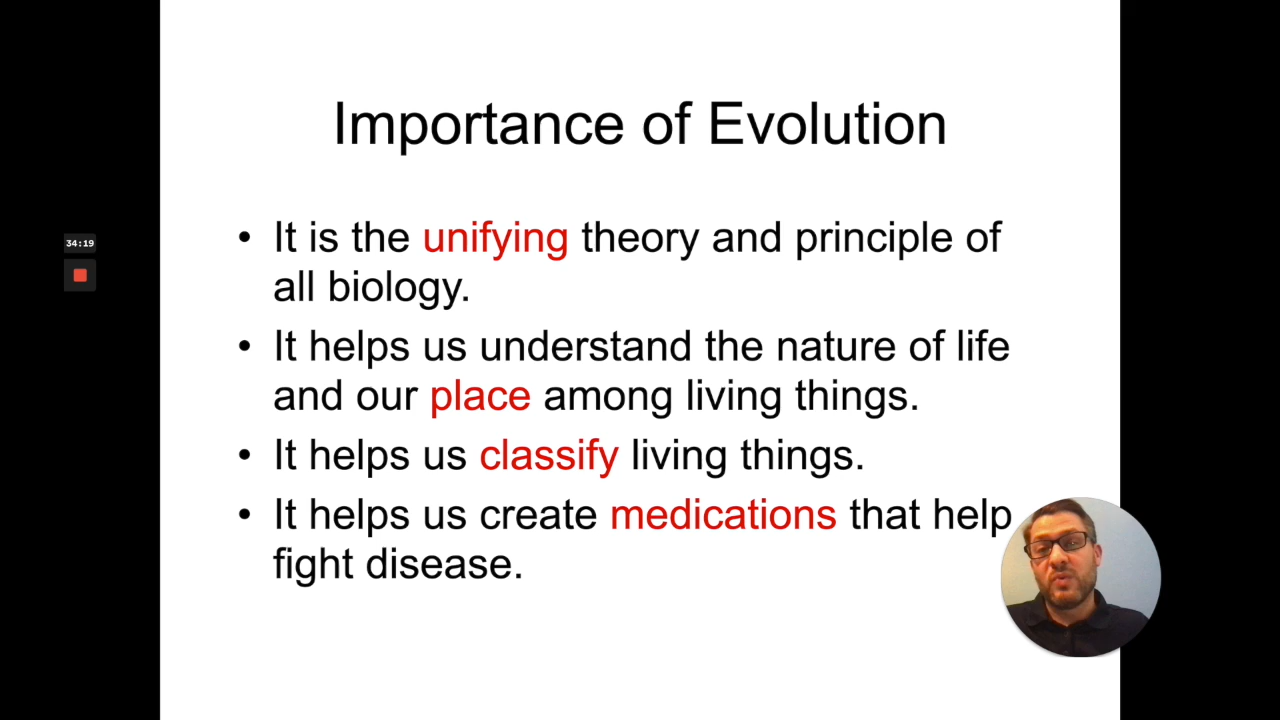 Importance of Evolution
• It is the unifying theory and principle of
all biology.
• It helps us understand the nature of life
and our place among living things.
34:19
• It helps us classify living things.
• It helps us create medications that help
fight disease.